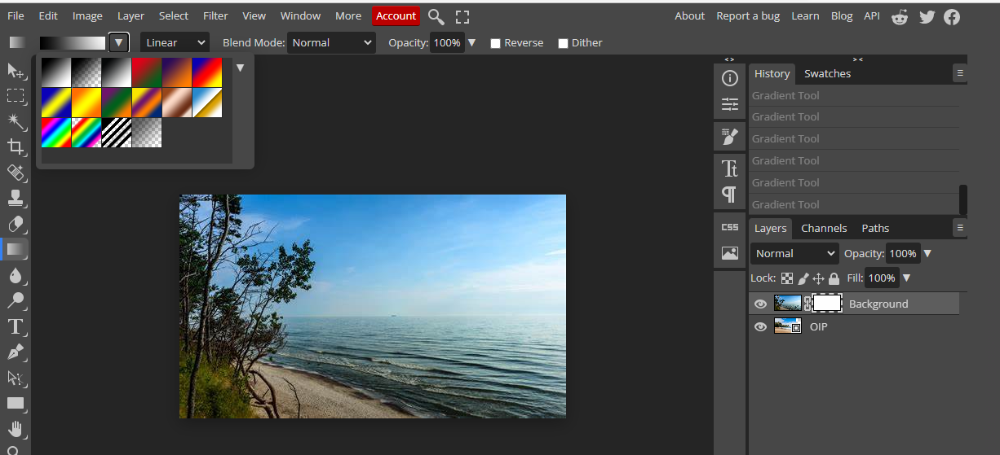 File Edit Image Layer Select Filter View Window More Account About Report a bug Learn Blog API
Linear Blend Mode: Normal Opacity: 100% Reverse Dither
< > > <
History Swatches
Gradient Tool
Gradient Tool
Gradient Tool
Gradient Tool
Gradient Tool
Gradient Tool
CSS
Layers Channels Paths
Normal Opacity: 100%
Lock: Fill: 100%
Background
OIP